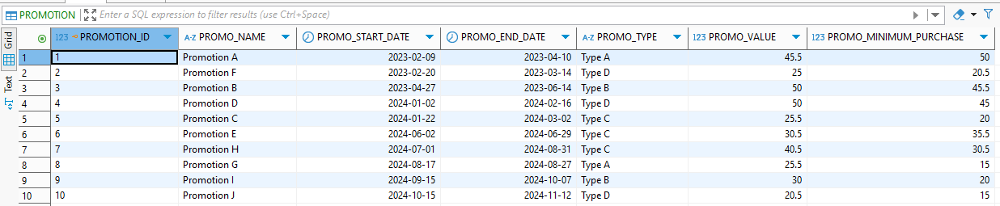 PROMOTION Enter a SQL expression to filter results (use Ctrl+Space)
Grid
Text
123 PROMOTION_ID A-Z PROMO_NAME PROMO_START_DATE PROMO_END_DATE A-Z PROMO_TYPE 123 PROMO_VALUE 123 PROMO_MINIMUM_PURCHASE
1 1 Promotion A 2023-02-09 2023-04-10 Type A 45.5 50
2 2 Promotion F 2023-02-20 2023-03-14 Type D 25 20.5
3 3 Promotion B 2023-04-27 2023-06-14 Type B 50 45.5
4 4 Promotion D 2024-01-02 2024-02-16 Type D 50 45
5 5 Promotion C 2024-01-22 2024-03-02 Type C 25.5 20
6 6 Promotion E 2024-06-02 2024-06-29 Type C 30.5 35.5
7 7 Promotion H 2024-07-01 2024-08-31 Type C 40.5 30.5
8 8 Promotion G 2024-08-17 2024-08-27 Type A 25.5 15
9 9 Promotion I 2024-09-15 2024-10-07 Type B 30 20
10 10 Promotion J 2024-10-15 2024-11-12 Type D 20.5 15